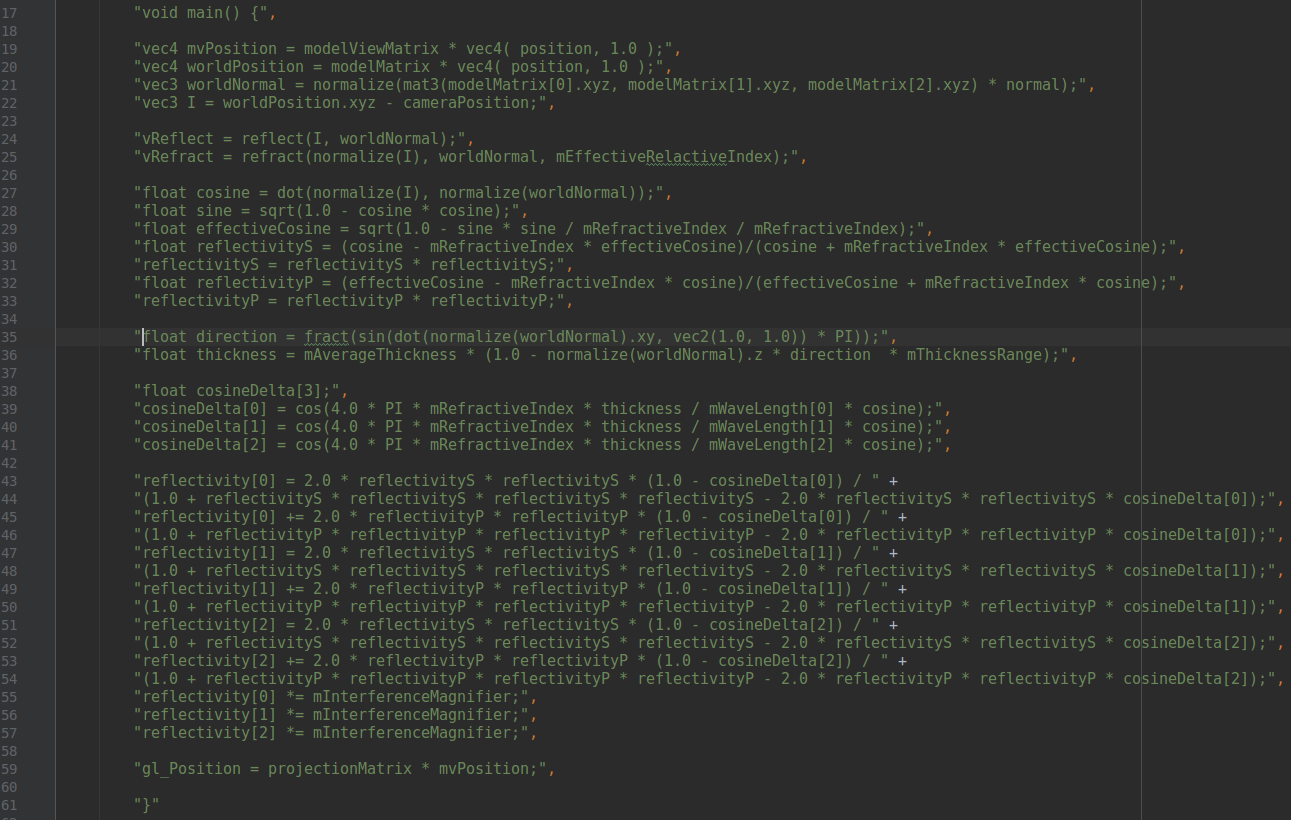 17 "void main() {",
18
19 "vec4 mvPosition = modelViewMatrix * vec4( position, 1.0 );",
20 "vec4 worldPosition = modelMatrix * vec4( position, 1.0 );",
21 "vec3 worldNormal = normalize(mat3(modelMatrix[0].xyz, modelMatrix[1].xyz, modelMatrix[2].xyz) * normal);",
22 "vec3 I = worldPosition.xyz - cameraPosition;",
23
24 "vReflect = reflect(I, worldNormal);",
25 "vRefract = refract(normalize(I), worldNormal, mEffectiveRelactiveIndex);",
26
27 "float cosine = dot(normalize(I), normalize(worldNormal));",
28 "float sine = sqrt(1.0 - cosine * cosine);",
29 "float effectiveCosine = sqrt(1.0 - sine * sine / mRefractiveIndex / mRefractiveIndex);",
30 "float reflectivityS = (cosine - mRefractiveIndex * effectiveCosine)/(cosine + mRefractiveIndex * effectiveCosine);",
31 "reflectivityS = reflectivityS * reflectivityS;",
32 "float reflectivityP = (effectiveCosine - mRefractiveIndex * cosine)/(effectiveCosine + mRefractiveIndex * cosine);",
33 "reflectivityP = reflectivityP * reflectivityP;",
34
35 "float direction = fract(sin(dot(normalize(worldNormal).xy, vec2(1.0, 1.0)) * PI));",
36 "float thickness = mAverageThickness * (1.0 - normalize(worldNormal).z * direction  * mThicknessRange);",
37
38 "float cosineDelta[3];",
39 "cosineDelta[0] = cos(4.0 * PI * mRefractiveIndex * thickness / mWaveLength[0] * cosine);",
40 "cosineDelta[1] = cos(4.0 * PI * mRefractiveIndex * thickness / mWaveLength[1] * cosine);",
41 "cosineDelta[2] = cos(4.0 * PI * mRefractiveIndex * thickness / mWaveLength[2] * cosine);",
42
43 "reflectivity[0] = 2.0 * reflectivityS * reflectivityS * (1.0 - cosineDelta[0]) / " +
44 "(1.0 + reflectivityS * reflectivityS * reflectivityS * reflectivityS - 2.0 * reflectivityS * reflectivityS * cosineDelta[0]);",
45 "reflectivity[0] += 2.0 * reflectivityP * reflectivityP * (1.0 - cosineDelta[0]) / " +
46 "(1.0 + reflectivityP * reflectivityP * reflectivityP * reflectivityP - 2.0 * reflectivityP * reflectivityP * cosineDelta[0]);",
47 "reflectivity[1] = 2.0 * reflectivityS * reflectivityS * (1.0 - cosineDelta[1]) / " +
48 "(1.0 + reflectivityS * reflectivityS * reflectivityS * reflectivityS - 2.0 * reflectivityS * reflectivityS * cosineDelta[1]);",
49 "reflectivity[1] += 2.0 * reflectivityP * reflectivityP * (1.0 - cosineDelta[1]) / " +
50 "(1.0 + reflectivityP * reflectivityP * reflectivityP * reflectivityP - 2.0 * reflectivityP * reflectivityP * cosineDelta[1]);",
51 "reflectivity[2] = 2.0 * reflectivityS * reflectivityS * (1.0 - cosineDelta[2]) / " +
52 "(1.0 + reflectivityS * reflectivityS * reflectivityS * reflectivityS - 2.0 * reflectivityS * reflectivityS * cosineDelta[2]);",
53 "reflectivity[2] += 2.0 * reflectivityP * reflectivityP * (1.0 - cosineDelta[2]) / " +
54 "(1.0 + reflectivityP * reflectivityP * reflectivityP * reflectivityP - 2.0 * reflectivityP * reflectivityP * cosineDelta[2]);",
55 "reflectivity[0] *= mInterferenceMagnifier;",
56 "reflectivity[1] *= mInterferenceMagnifier;",
57 "reflectivity[2] *= mInterferenceMagnifier;",
58
59 "gl_Position = projectionMatrix * mvPosition;",
60
61 "}"